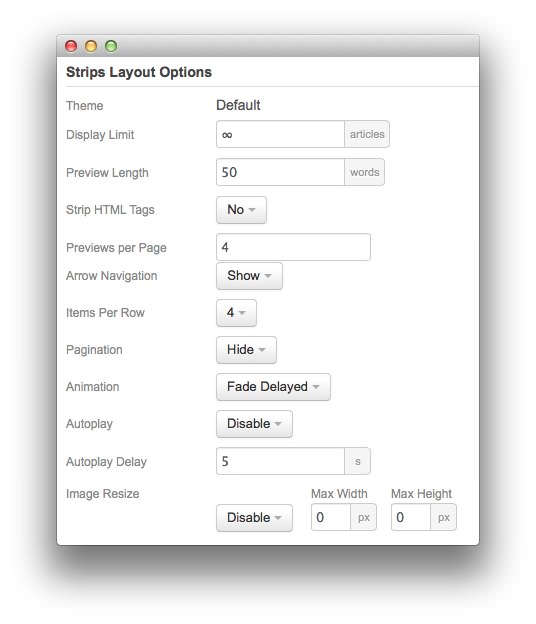 Strips Layout Options
Theme Default
Display Limit ∞ articles
Preview Length 50 words
Strip HTML Tags No
Previews per Page 4
Arrow Navigation Show
Items Per Row 4
Pagination Hide
Animation Fade Delayed
Autoplay Disable
Autoplay Delay 5 s
Image Resize Max Width Max Height
Disable 0 px 0 px